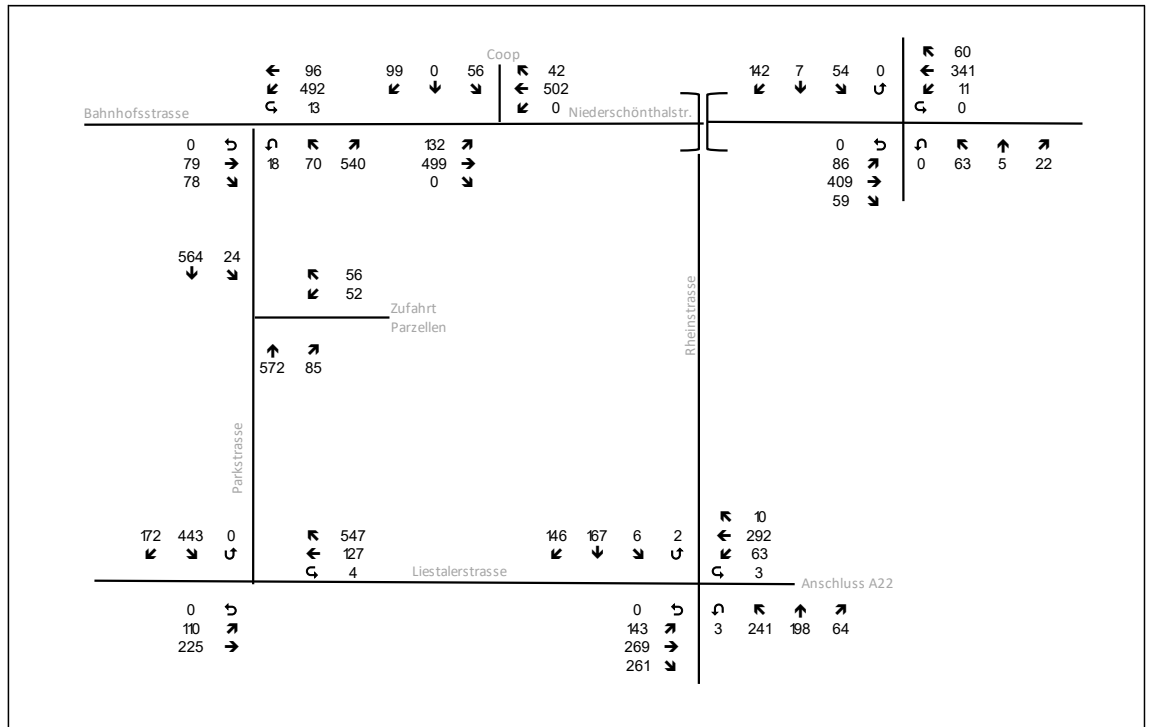 Coop
60
96 99 0 56 42 142 7 54 0 341
492 502 11
13 0 0
Bahnhofsstrasse Niederschönthalstr.
0 132 0
79 18 70 540 499 86 0 63 5 22
78 0 409
59
564 24
56
52
Zufahrt
Parzellen
Rheinstrasse
572 85
Parkstrasse
10
172 443 0 547 146 167 6 2 292
127 63
4 3
Liestalerstrasse Anschluss A22
0 0
110 143 3 241 198 64
225 269
261